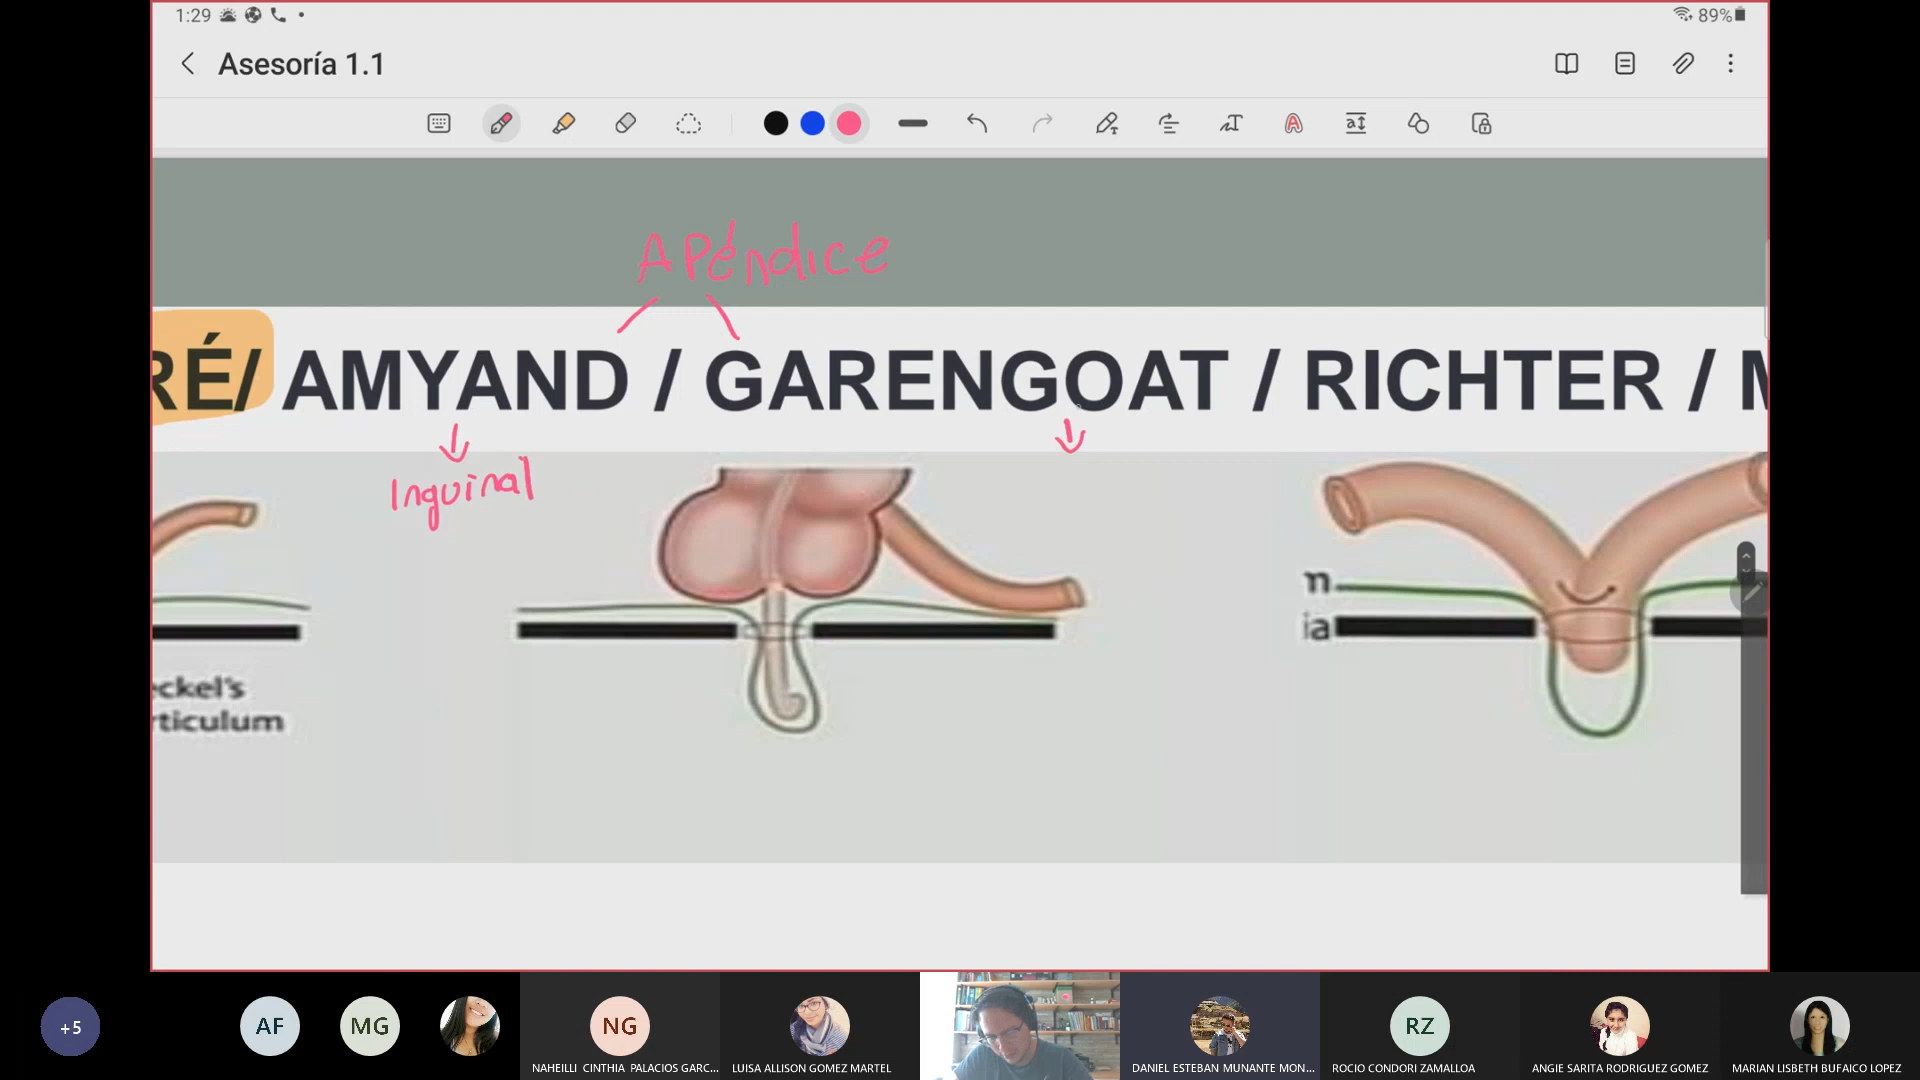 1:29
89%
Asesoría 1.1
Apéndice
RÉ/ AMYAND / GARENGOAT / RICHTER / M
Inguinal
n
ia
eckel's
rticulum
+5
AF
MG
NG
RZ
NAHEILLI CINTHIA PALACIOS GARC...
LUISA ALLISON GOMEZ MARTEL
DANIEL ESTEBAN MUNANTE MON...
ROCIO CONDORI ZAMALLOA
ANGIE SARITA RODRIGUEZ GOMEZ
MARIAN LISBETH BUFAICO LOPEZ